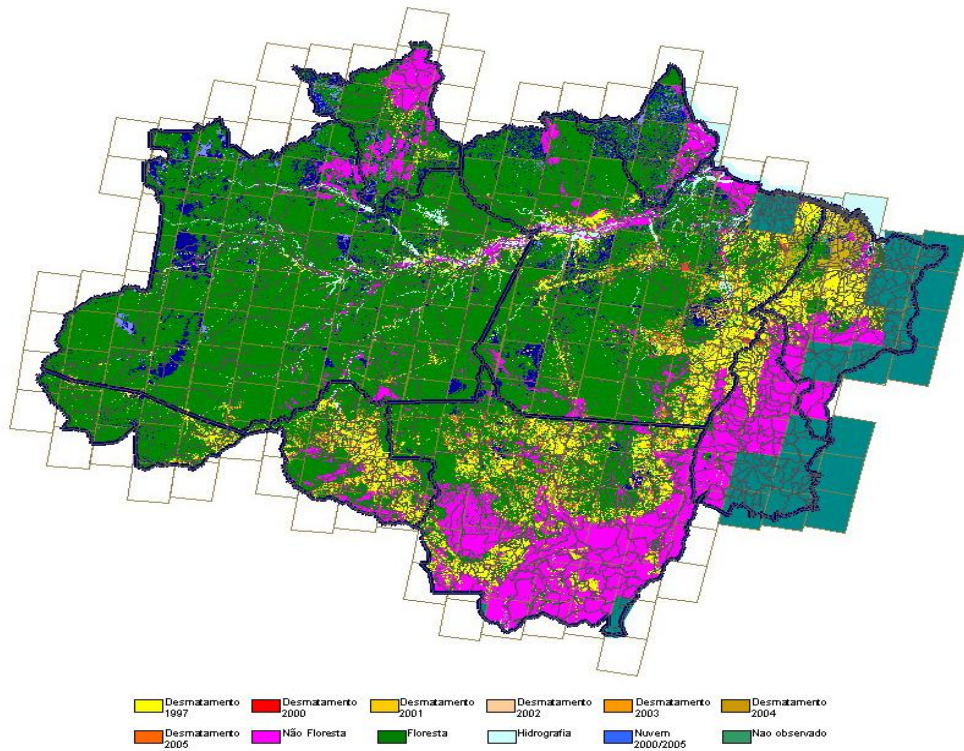 Desmatamento 1997
Desmatamento 2000
Desmatamento 2001
Desmatamento 2002
Desmatamento 2003
Desmatamento 2004
Desmatamento 2005
Não Floresta
Floresta
Hidrografia
Nuvem 2000/2005
Nao observado